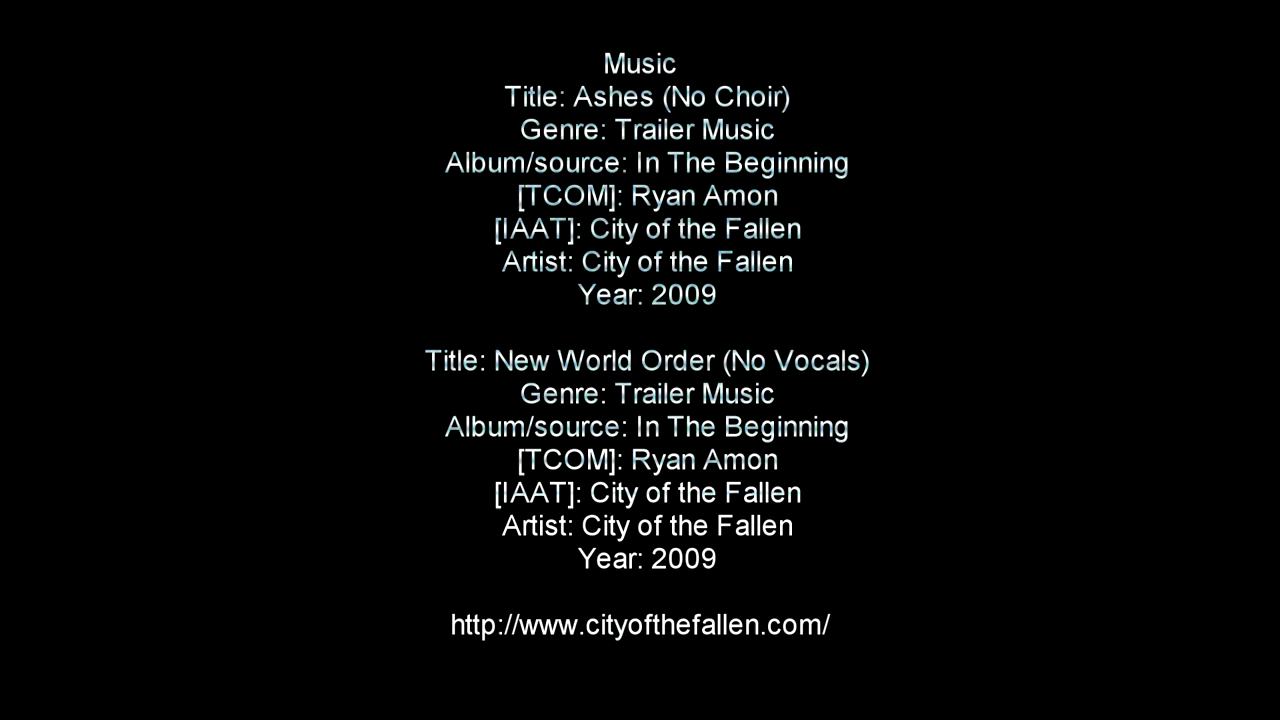 Music
Title: Ashes (No Choir)
Genre: Trailer Music
Album/source: In The Beginning
[TCOM]: Ryan Amon
[IAAT]: City of the Fallen
Artist: City of the Fallen
Year: 2009
Title: New World Order (No Vocals)
Genre: Trailer Music
Album/source: In The Beginning
[TCOM]: Ryan Amon
[IAAT]: City of the Fallen
Artist: City of the Fallen
Year: 2009
http://www.cityofthefallen.com/